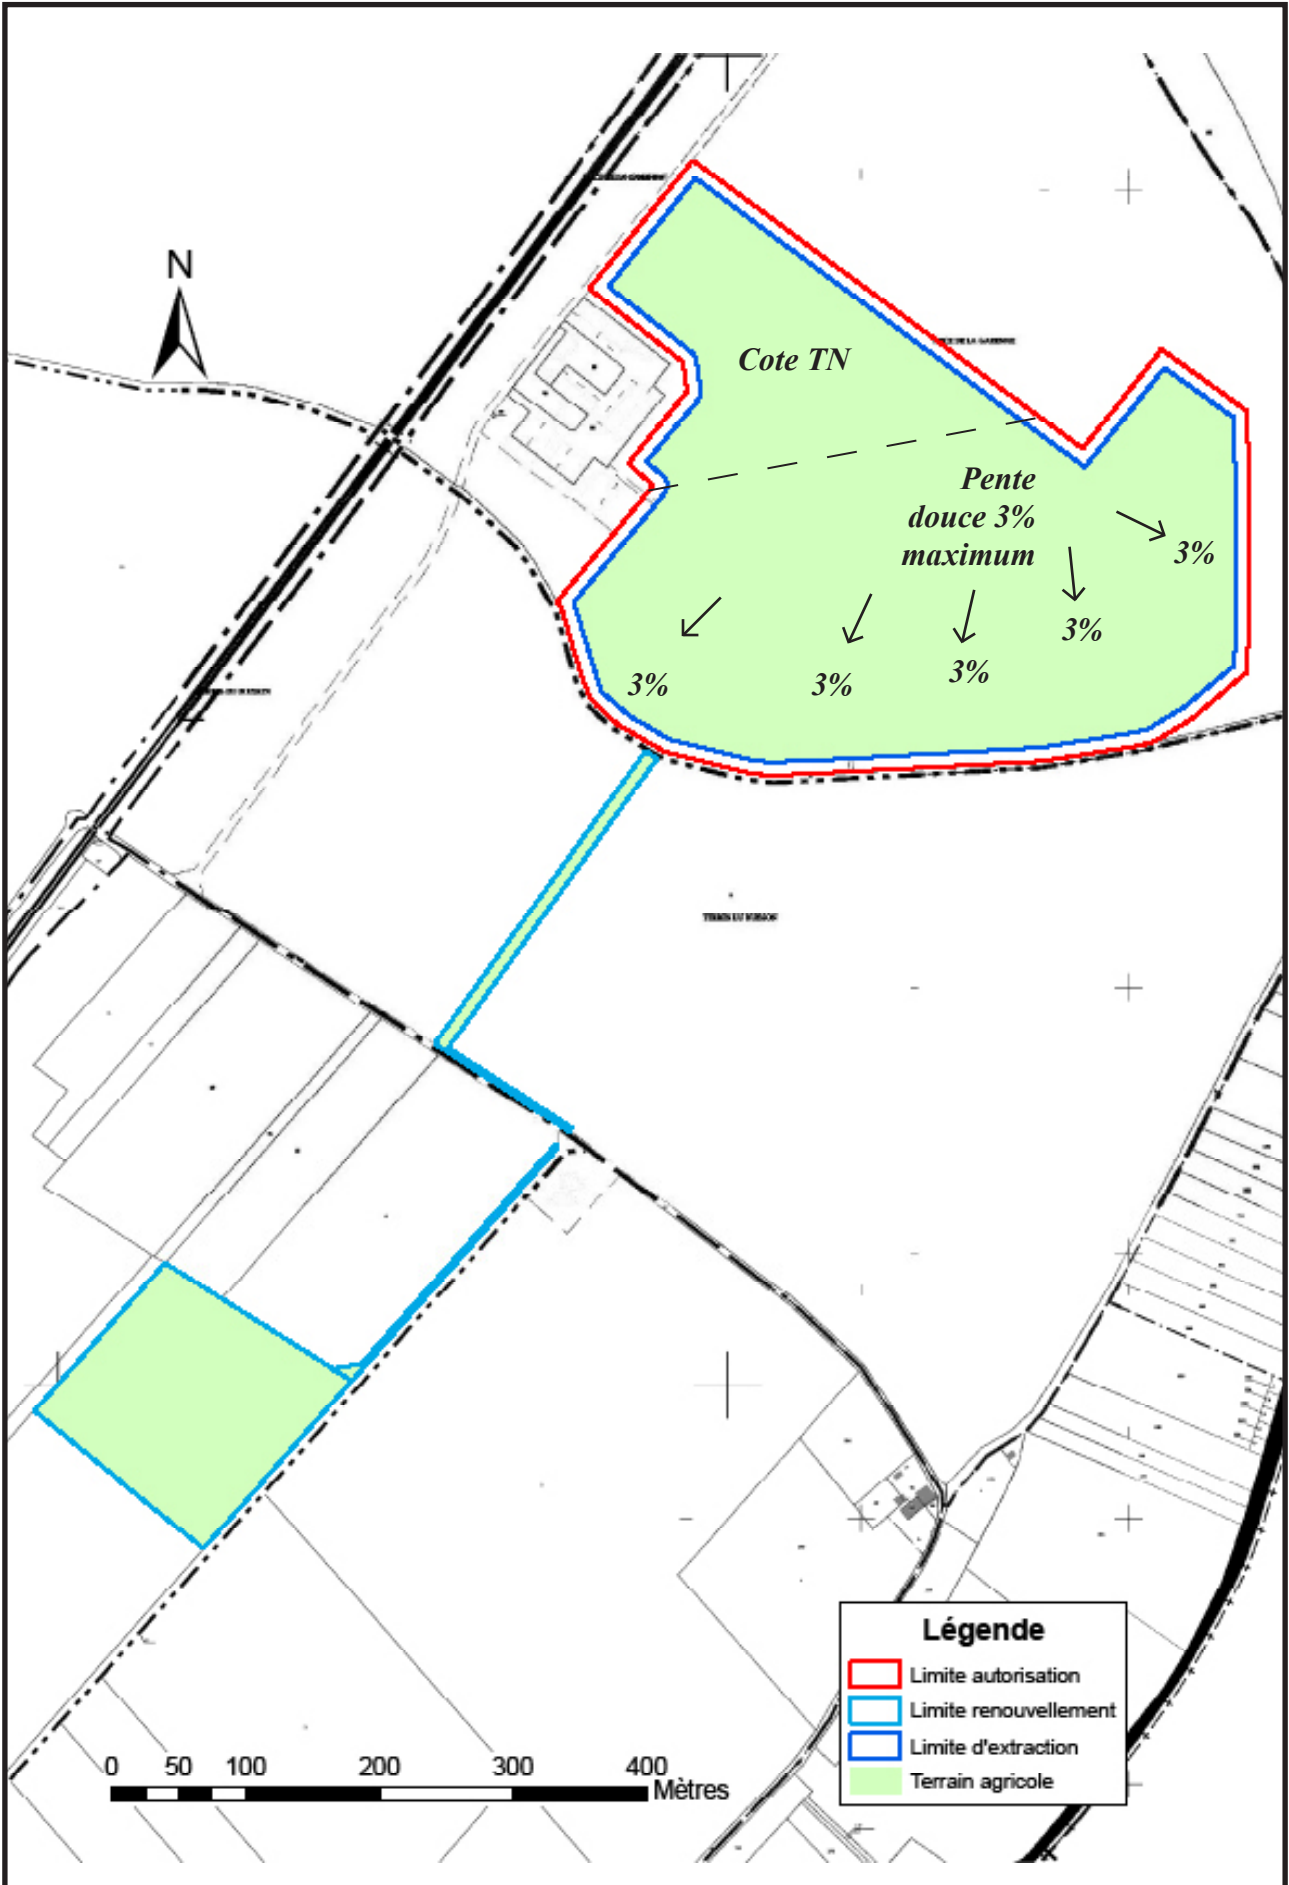 N
Cote TN
Pente
douce 3%
maximum
3%
3%
3%
3%
3%
Légende
Limite autorisation
Limite renouvellement
Limite d'extraction
Terrain agricole
0 50 100 200 300 400
Mètres